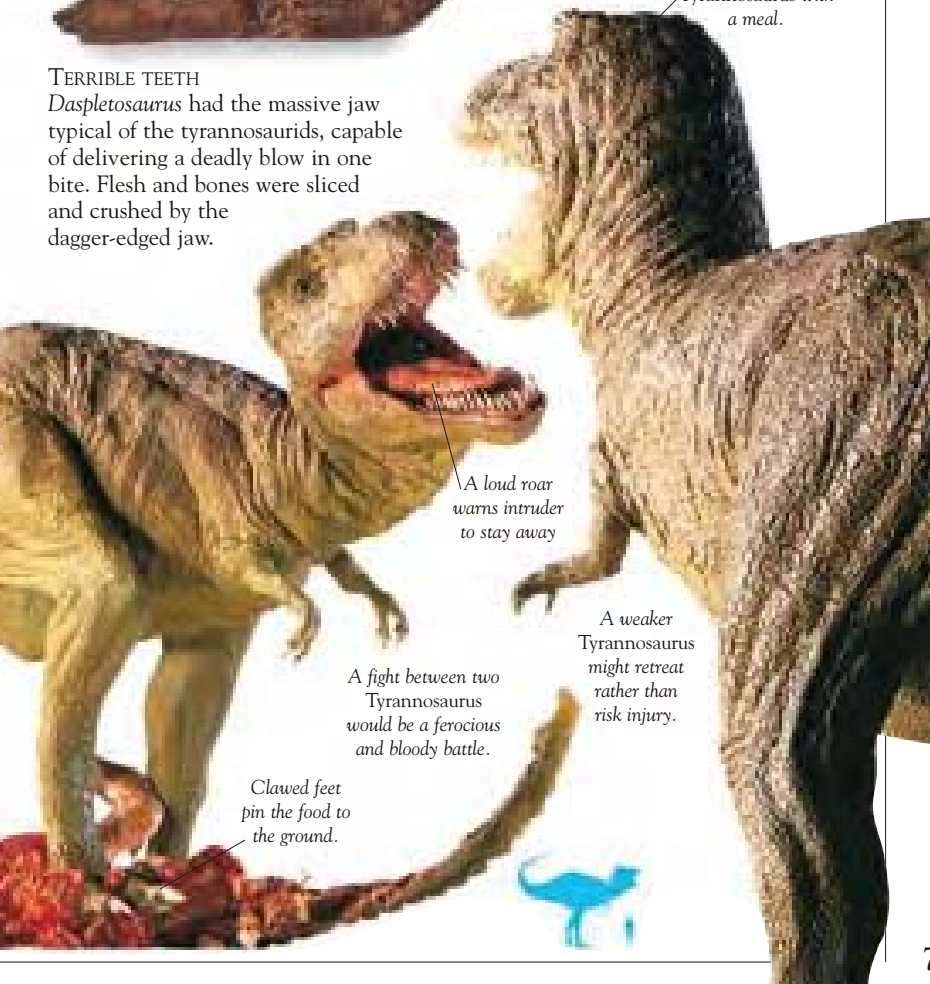 a meal.
TERRIBLE TEETH
Daspletosaurus had the massive jaw
typical of the tyrannosaurids, capable
of delivering a deadly blow in one
bite. Flesh and bones were sliced
and crushed by the
dagger-edged jaw.
A loud roar
warns intruder
to stay away
A weaker
Tyrannosaurus
might retreat
rather than
risk injury.
A fight between two
Tyrannosaurus
would be a ferocious
and bloody battle.
Clawed feet
pin the food to
the ground.